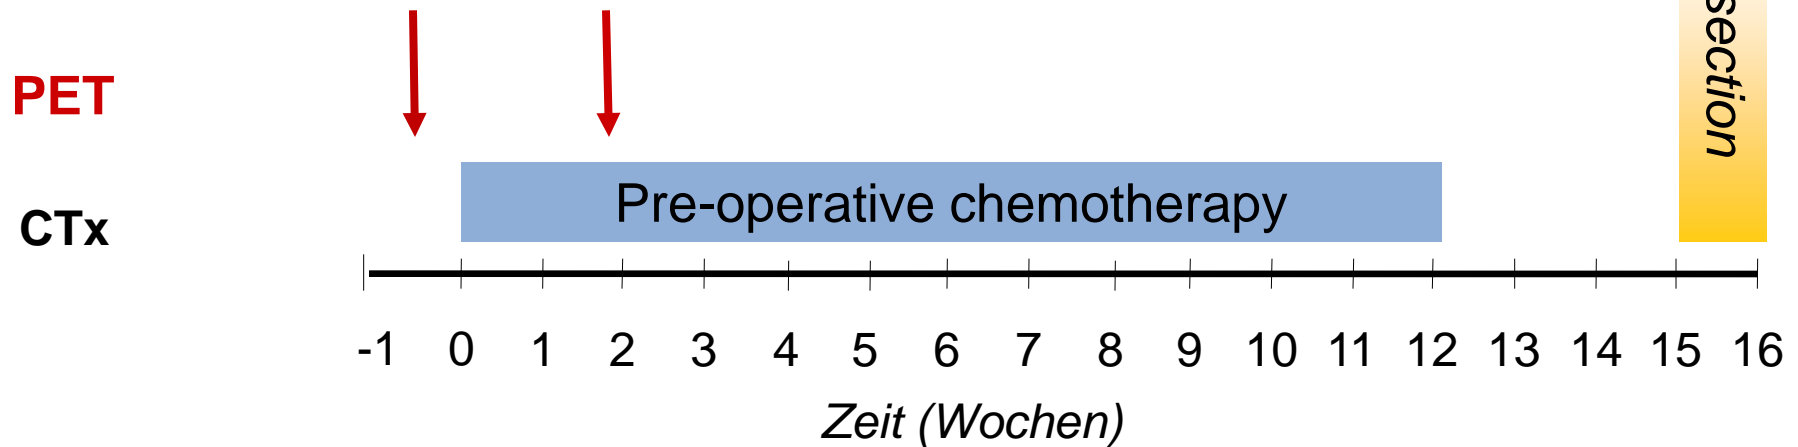 section
PET
Pre-operative chemotherapy
CTx
-1 0 1 2 3 4 5 6 7 8 9 10 11 12 13 14 15 16
Zeit (Wochen)